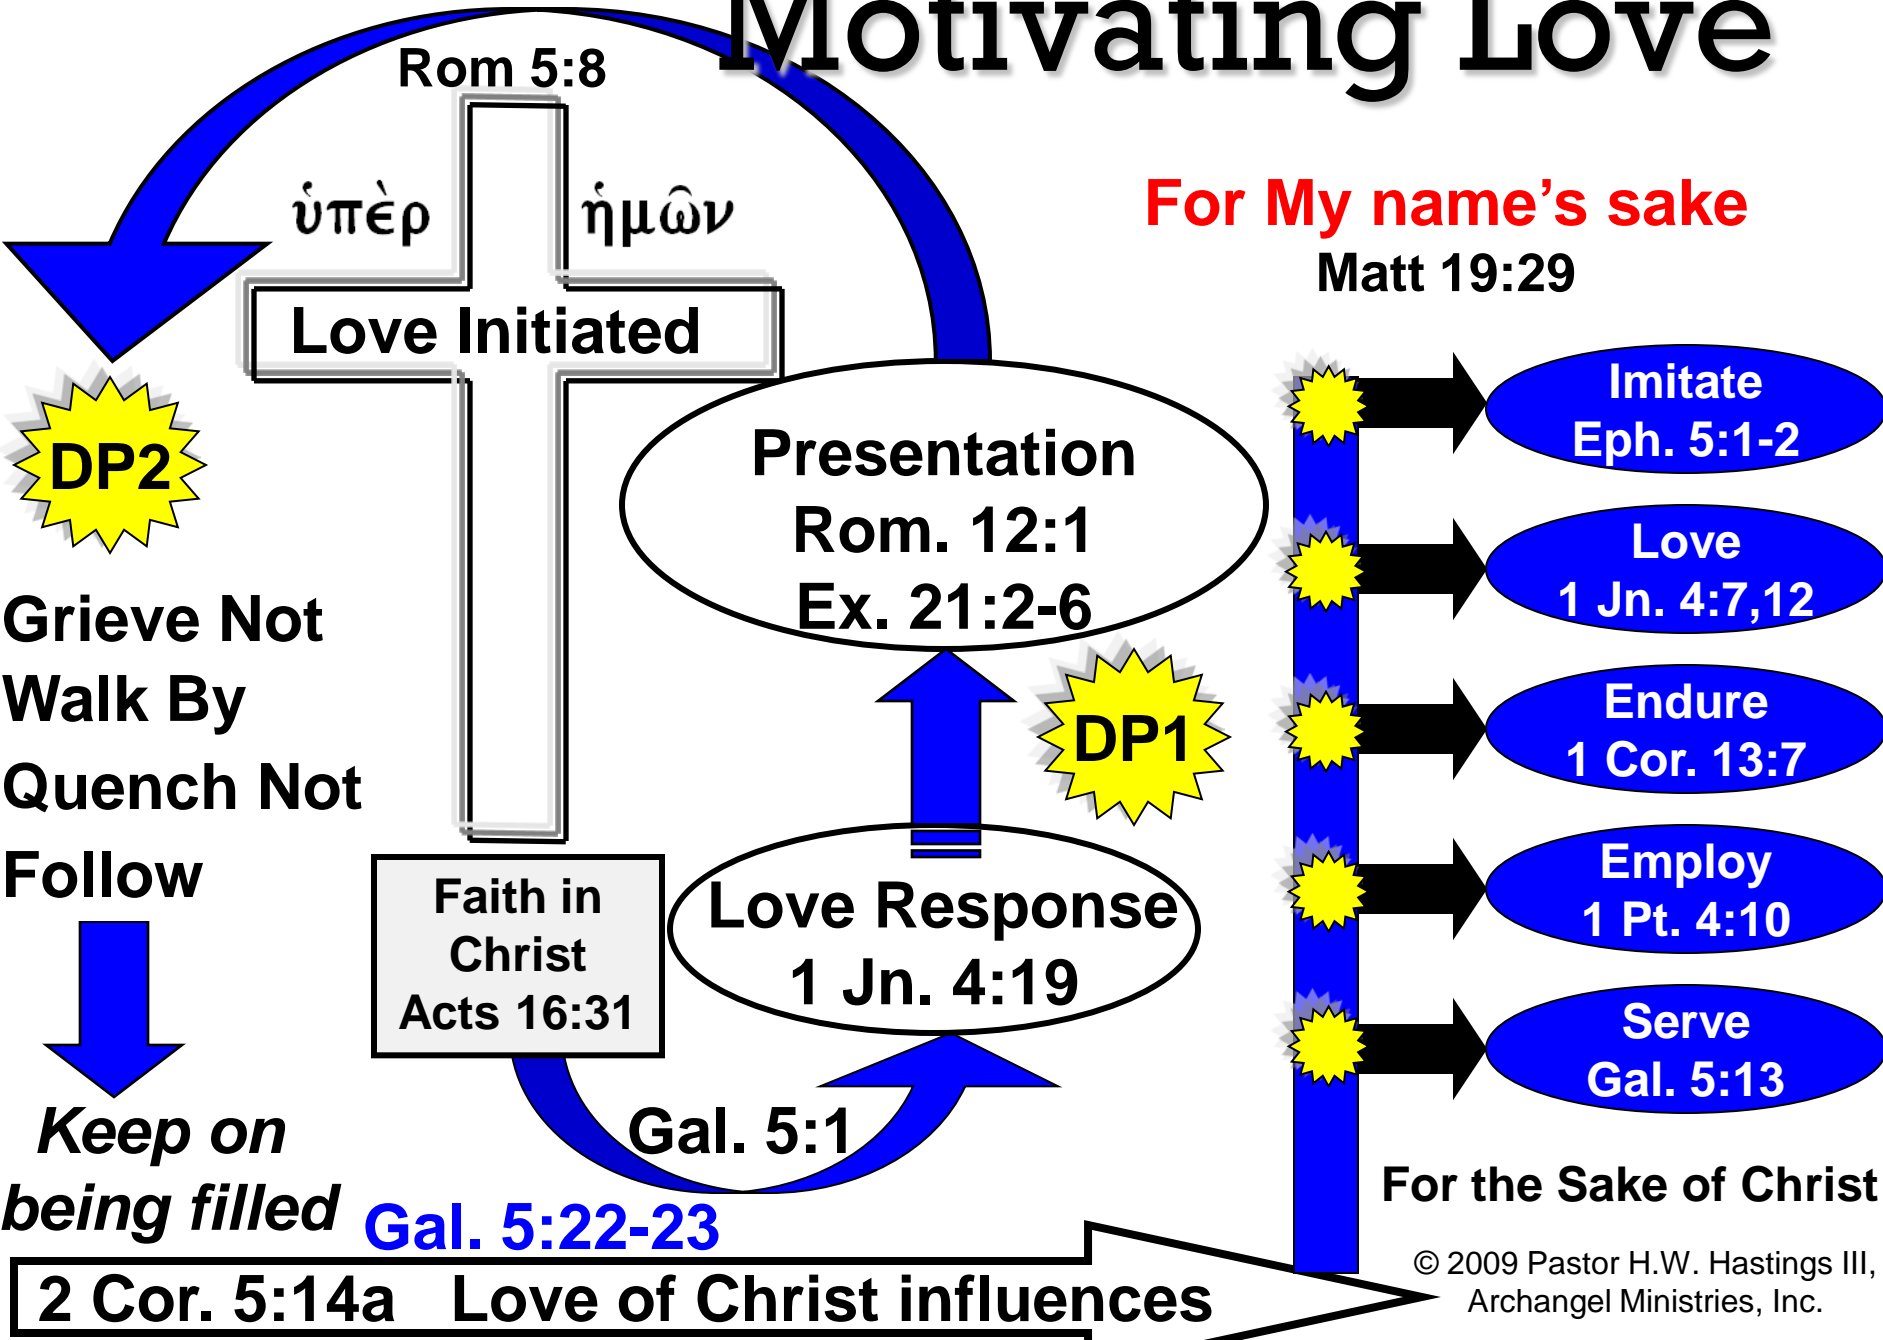 Motivating Love
Rom 5:8
ὑπὲρ ἡμῶν
Love Initiated
For My name’s sake
Matt 19:29
DP2
Grieve Not
Walk By
Quench Not
Follow
Keep on
being filled
Faith in
Christ
Acts 16:31
Gal. 5:1
Love Response
1 Jn. 4:19
DP1
Presentation
Rom. 12:1
Ex. 21:2-6
Imitate
Eph. 5:1-2
Love
1 Jn. 4:7,12
Endure
1 Cor. 13:7
Employ
1 Pt. 4:10
Serve
Gal. 5:13
For the Sake of Christ
Gal. 5:22-23
2 Cor. 5:14a Love of Christ influences
© 2009 Pastor H.W. Hastings III,
Archangel Ministries, Inc.